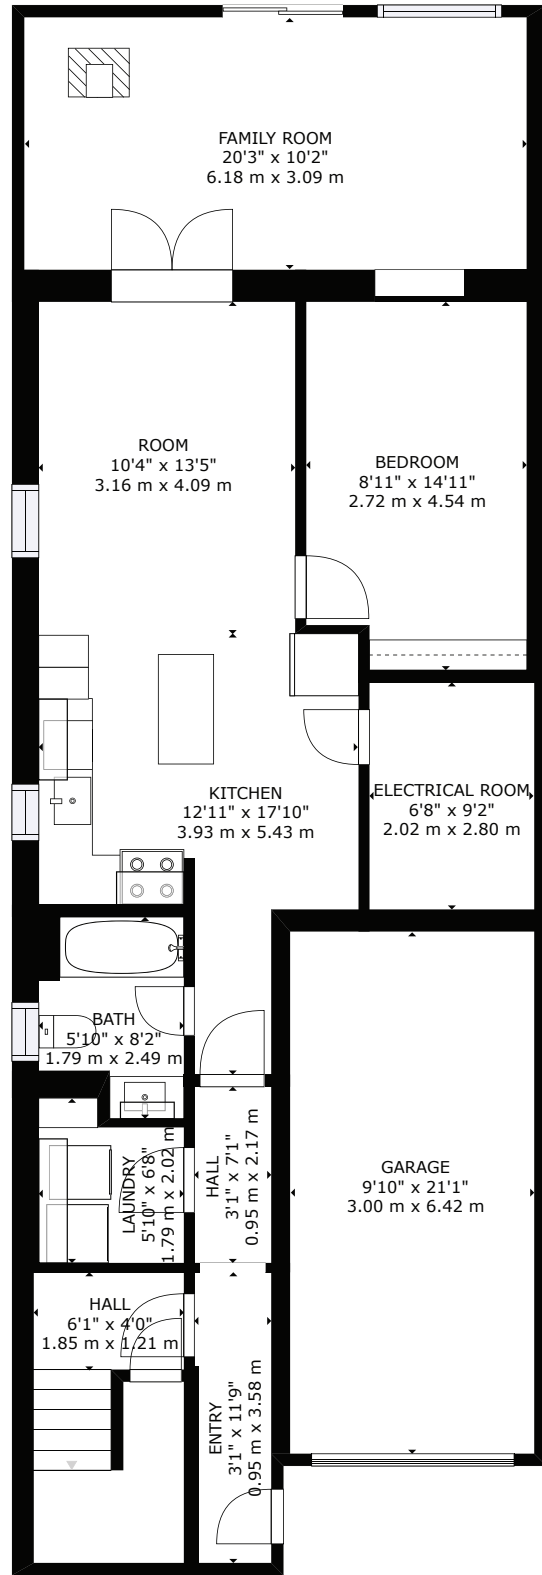 FAMILY ROOM
20'3" x 10'2"
6.18 m x 3.09 m
ROOM
10'4" x 13'5"
3.16 m x 4.09 m
BEDROOM
8'11" x 14'11"
2.72 m x 4.54 m
KITCHEN
12'11" x 17'10"
3.93 m x 5.43 m
ELECTRICAL ROOM
6'8" x 9'2"
2.02 m x 2.80 m
BATH
5'10" x 8'2"
1.79 m x 2.49 m
LAUNDRY
5'10" x 6'8"
1.79 m x 2.02 m
HALL
3'1" x 7'1"
0.95 m x 2.17 m
GARAGE
9'10" x 21'1"
3.00 m x 6.42 m
HALL
6'1" x 4'0"
1.85 m x 1.21 m
ENTRY
3'1" x 11'9"
0.95 m x 3.58 m